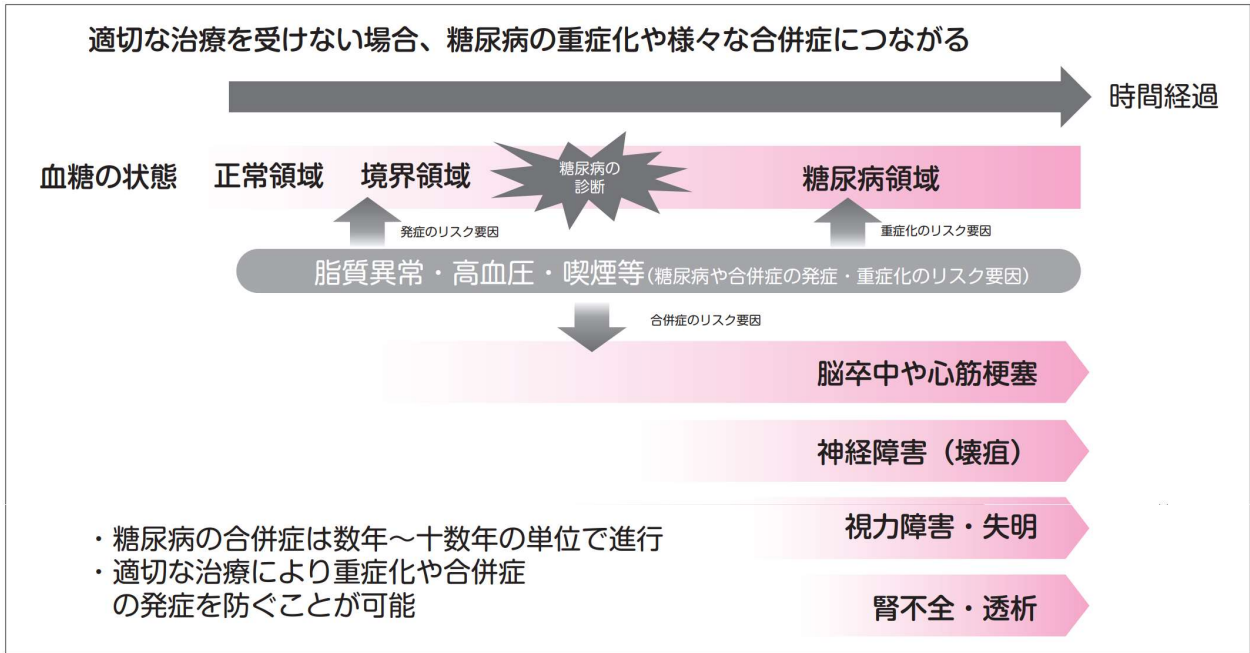 適切な治療を受けない場合、糖尿病の重症化や様々な合併症につながる
時間経過
血糖の状態
正常領域
境界領域
糖尿病の
診断
糖尿病領域
発症のリスク要因
重症化のリスク要因
脂質異常・高血圧・喫煙等(糖尿病や合併症の発症・重症化のリスク要因)
合併症のリスク要因
脳卒中や心筋梗塞
神経障害（壊疽）
視力障害・失明
腎不全・透析
・糖尿病の合併症は数年～十数年の単位で進行
・適切な治療により重症化や合併症
の発症を防ぐことが可能